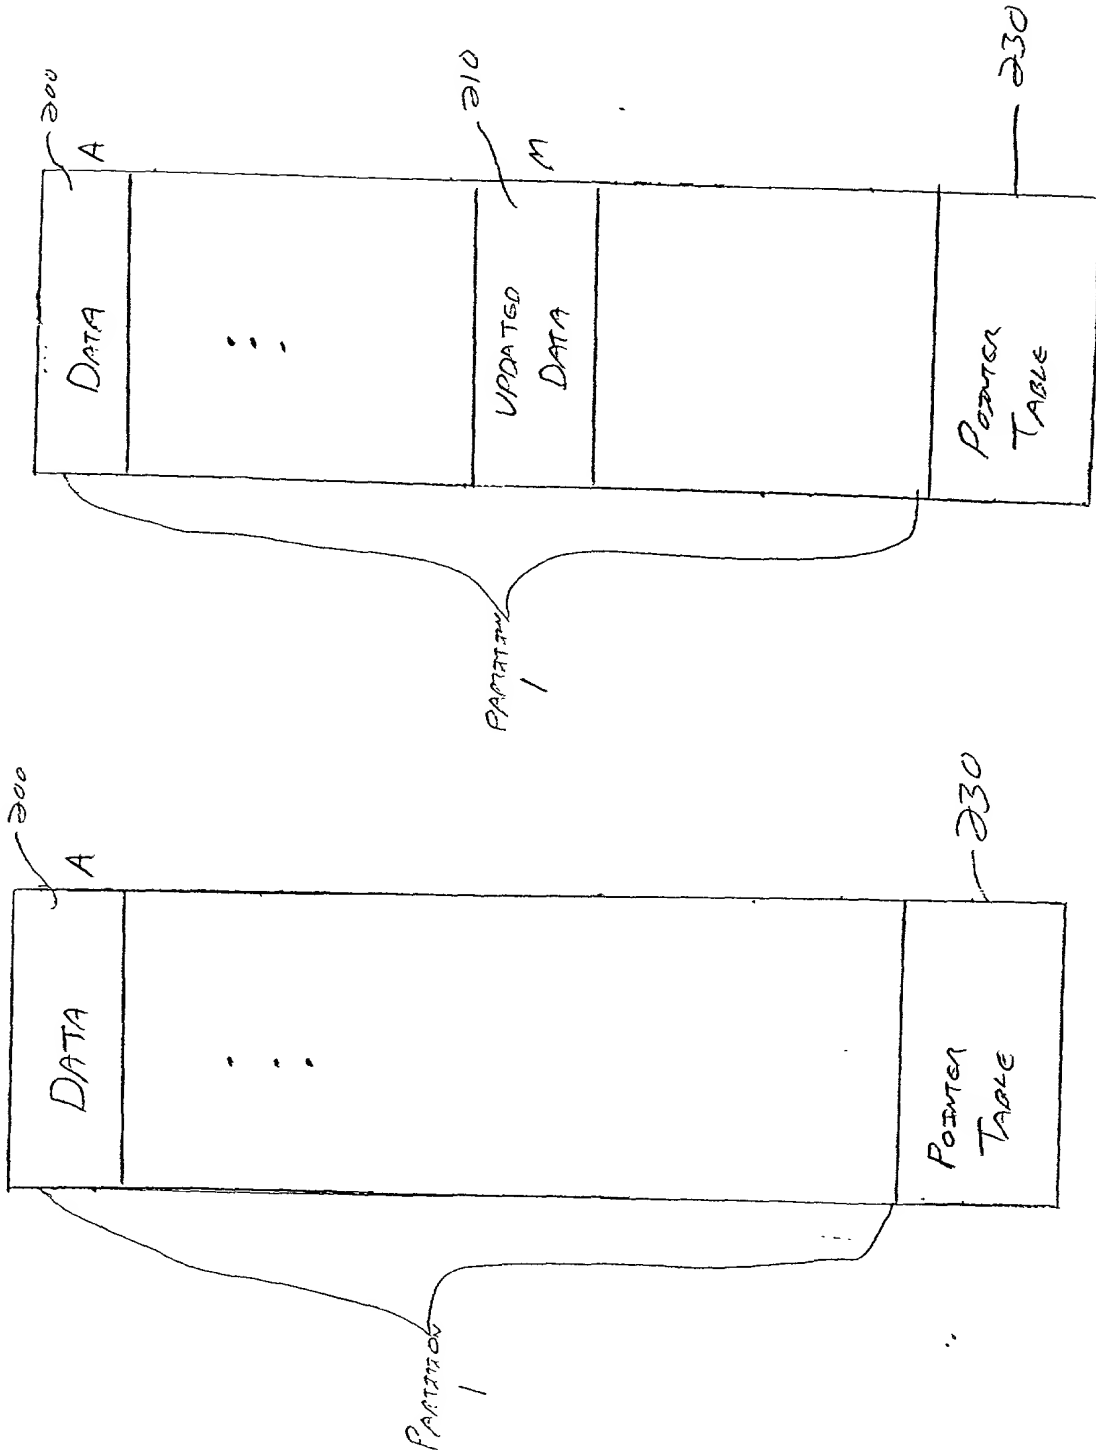 200
DATA
A
PARTITION
1
POINTER
TABLE
230
200
DATA
A
210
UPDATED
DATA
M
PARTITION
1
POINTER
TABLE
230